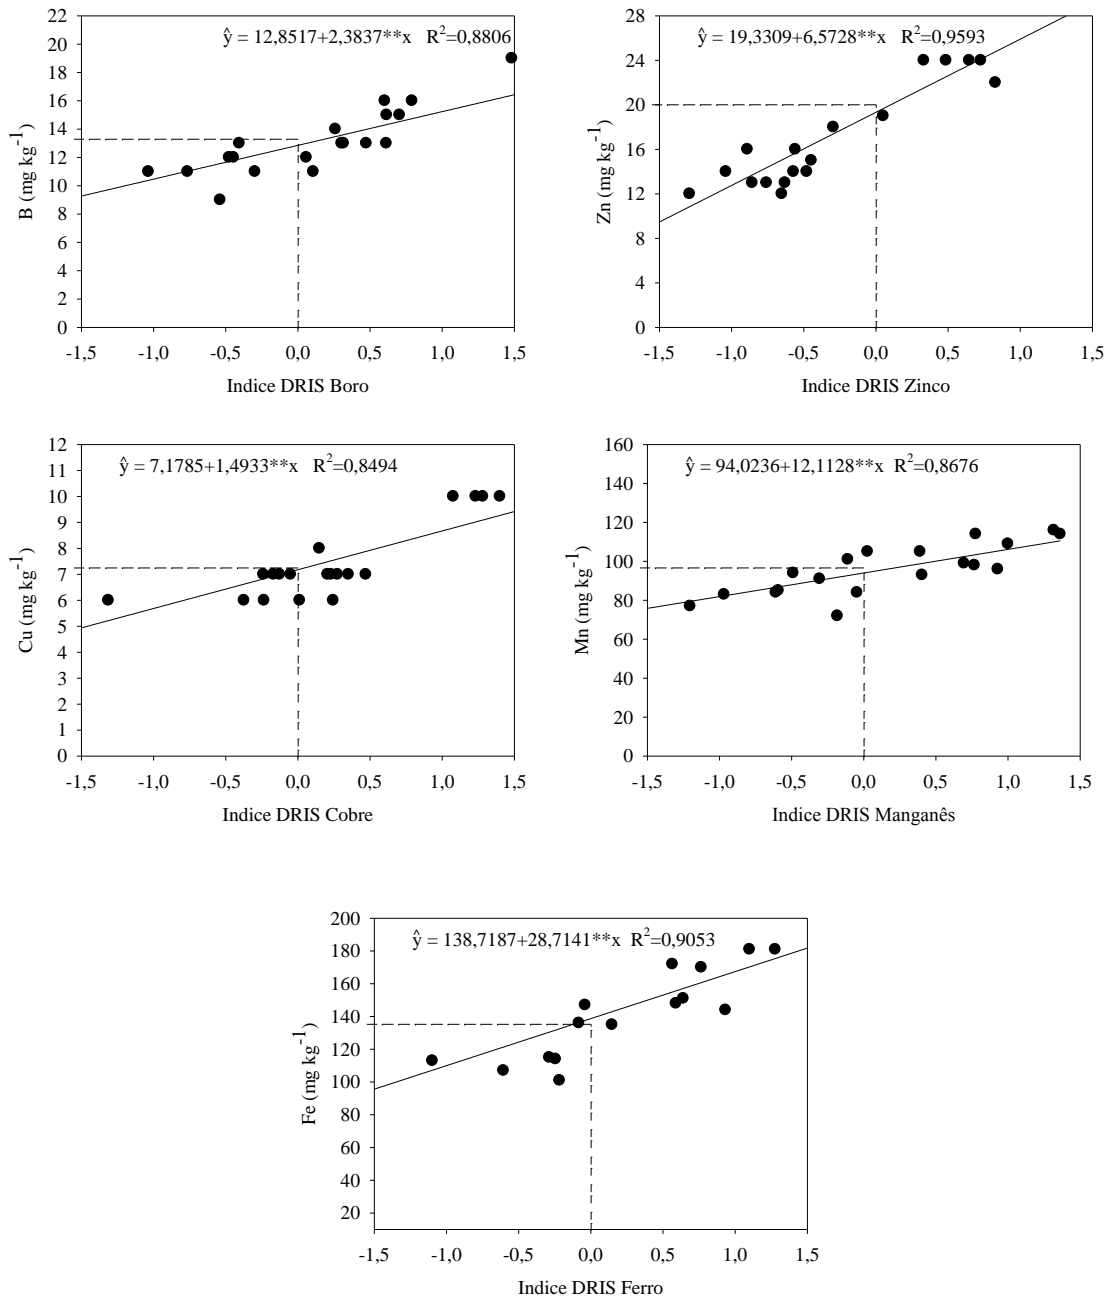 ŷ = 12,8517+2,3837**x R²=0,8806
22
20
18
16
14
12
10
8
6
4
2
0
B (mg kg⁻¹)
-1,5 -1,0 -0,5 0,0 0,5 1,0 1,5
Indice DRIS Boro
ŷ = 19,3309+6,5728**x R²=0,9593
28
24
20
16
12
8
4
0
Zn (mg kg⁻¹)
-1,5 -1,0 -0,5 0,0 0,5 1,0 1,5
Indice DRIS Zinco
ŷ = 7,1785+1,4933**x R²=0,8494
12
11
10
9
8
7
6
5
4
3
2
1
0
Cu (mg kg⁻¹)
-1,5 -1,0 -0,5 0,0 0,5 1,0 1,5
Indice DRIS Cobre
ŷ = 94,0236+12,1128**x R²=0,8676
160
140
120
100
80
60
40
20
0
Mn (mg kg⁻¹)
-1,5 -1,0 -0,5 0,0 0,5 1,0 1,5
Indice DRIS Manganês
ŷ = 138,7187+28,7141**x R²=0,9053
200
180
160
140
120
100
80
60
40
20
Fe (mg kg⁻¹)
-1,5 -1,0 -0,5 0,0 0,5 1,0 1,5
Indice DRIS Ferro